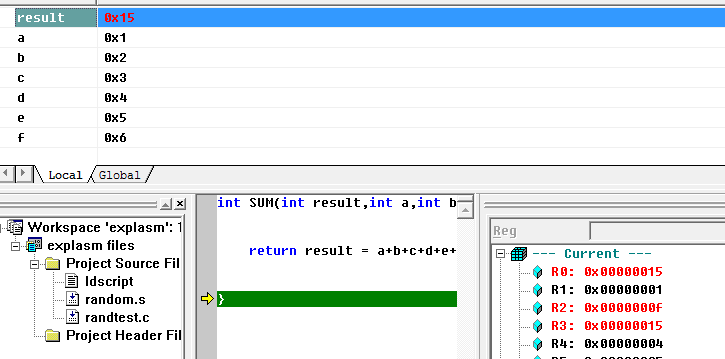 result 0x15
a 0x1
b 0x2
c 0x3
d 0x4
e 0x5
f 0x6
Local Global
Workspace 'explasm': 1
explasm files
Project Source Fil
ldscript
random.s
randtest.c
Project Header Fil
int SUM(int result,int a,int b
return result = a+b+c+d+e+
}
Reg
--- Current ---
R0: 0x00000015
R1: 0x00000001
R2: 0x0000000f
R3: 0x00000015
R4: 0x00000004